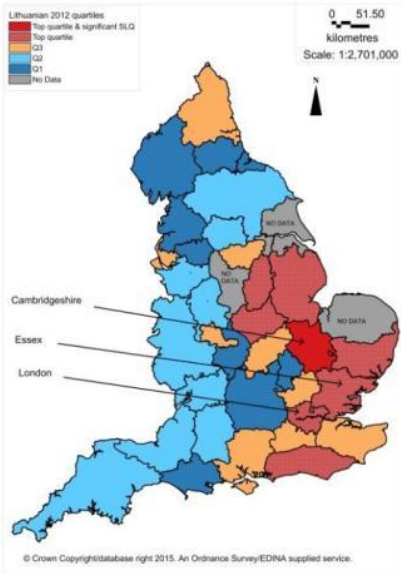 Lithuanian 2012 quartiles
Top quartile & significant SLQ
Top quartile
Q3
Q2
Q1
No Data
0 51.50
kilometres
Scale: 1:2,701,000
N
NO DATA
NO
DATA
NO DATA
Cambridgeshire
Essex
London
© Crown Copyright/database right 2015. An Ordnance Survey/EDINA supplied service.